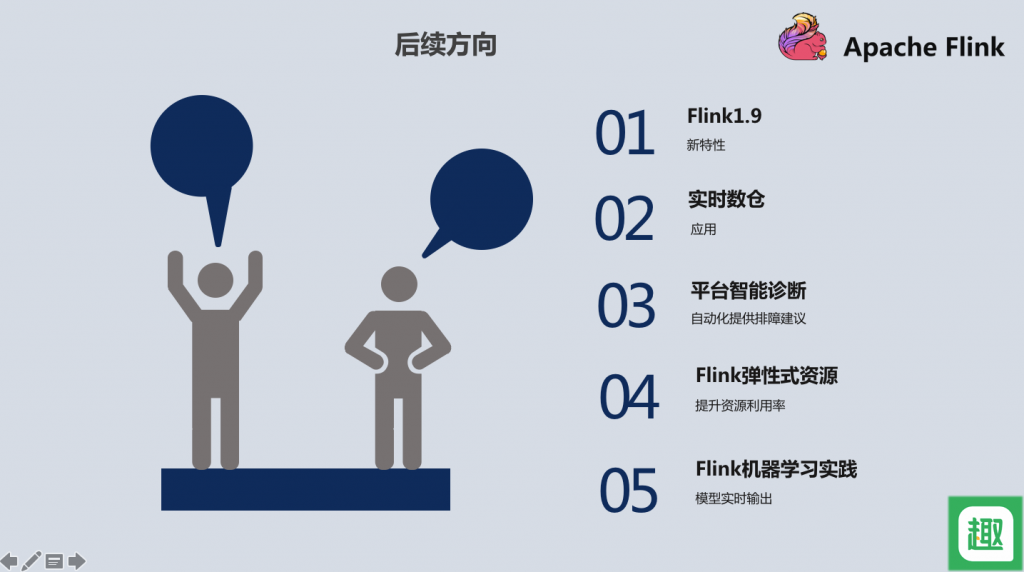 后续方向
Apache Flink
01
Flink1.9
新特性
02
实时数仓
应用
03
平台智能诊断
自动化提供排障建议
04
Flink弹性式资源
提升资源利用率
05
Flink机器学习实践
模型实时输出
趣